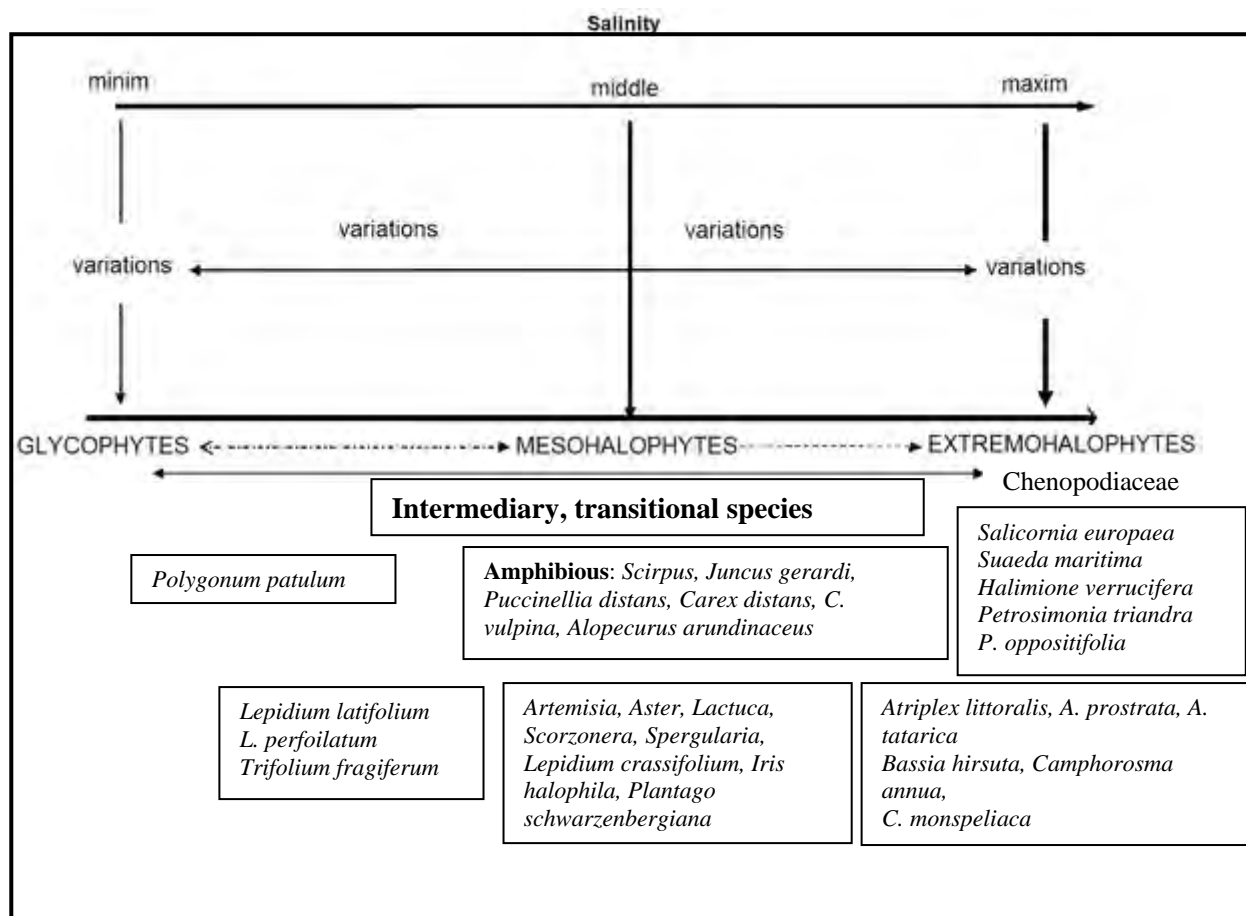 Salinity
minim
middle
maxim
variations
variations
variations
variations
GLYCOPHYTES
MESOHALOPHYTES
EXTREMOHALOPHYTES
Chenopodiaceae
Intermediary, transitional species
Salicornia europaea
Suaeda maritima
Halimione verrucifera
Petrosimonia triandra
P. oppositifolia
Polygonum patulum
Amphibious: Scirpus, Juncus gerardi,
Puccinellia distans, Carex distans, C.
vulpina, Alopecurus arundinaceus
Lepidium latifolium
L. perfoilatum
Trifolium fragiferum
Artemisia, Aster, Lactuca,
Scorzonera, Spergularia,
Lepidium crassifolium, Iris
halophila, Plantago
schwarzenbergiana
Atriplex littoralis, A. prostrata, A.
tatarica
Bassia hirsuta, Camphorosma
annua,
C. monspeliaca